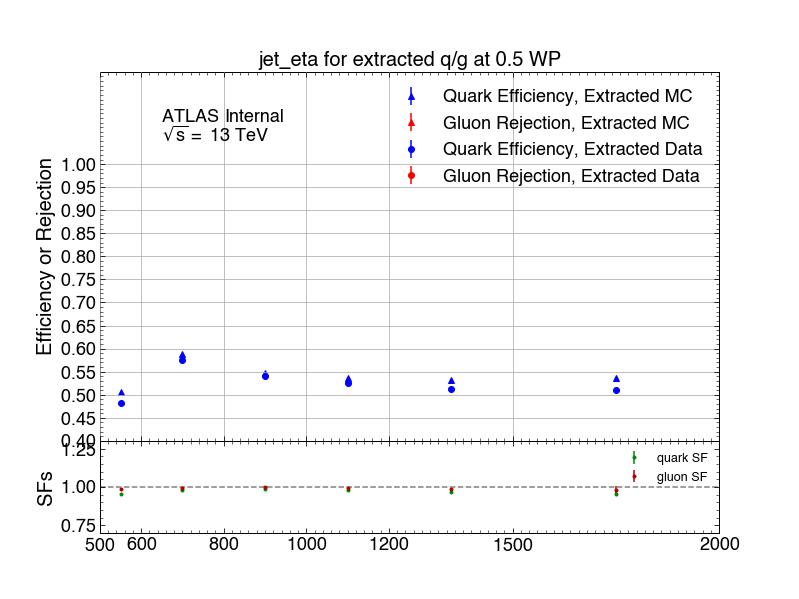 jet_eta for extracted q/g at 0.5 WP
ATLAS Internal
√s = 13 TeV
Quark Efficiency, Extracted MC
Gluon Rejection, Extracted MC
Quark Efficiency, Extracted Data
Gluon Rejection, Extracted Data
Efficiency or Rejection
1.00
0.95
0.90
0.85
0.80
0.75
0.70
0.65
0.60
0.55
0.50
0.45
0.40
SFs
1.25
1.00
0.75
quark SF
gluon SF
500 600 800 1000 1200 1500 2000